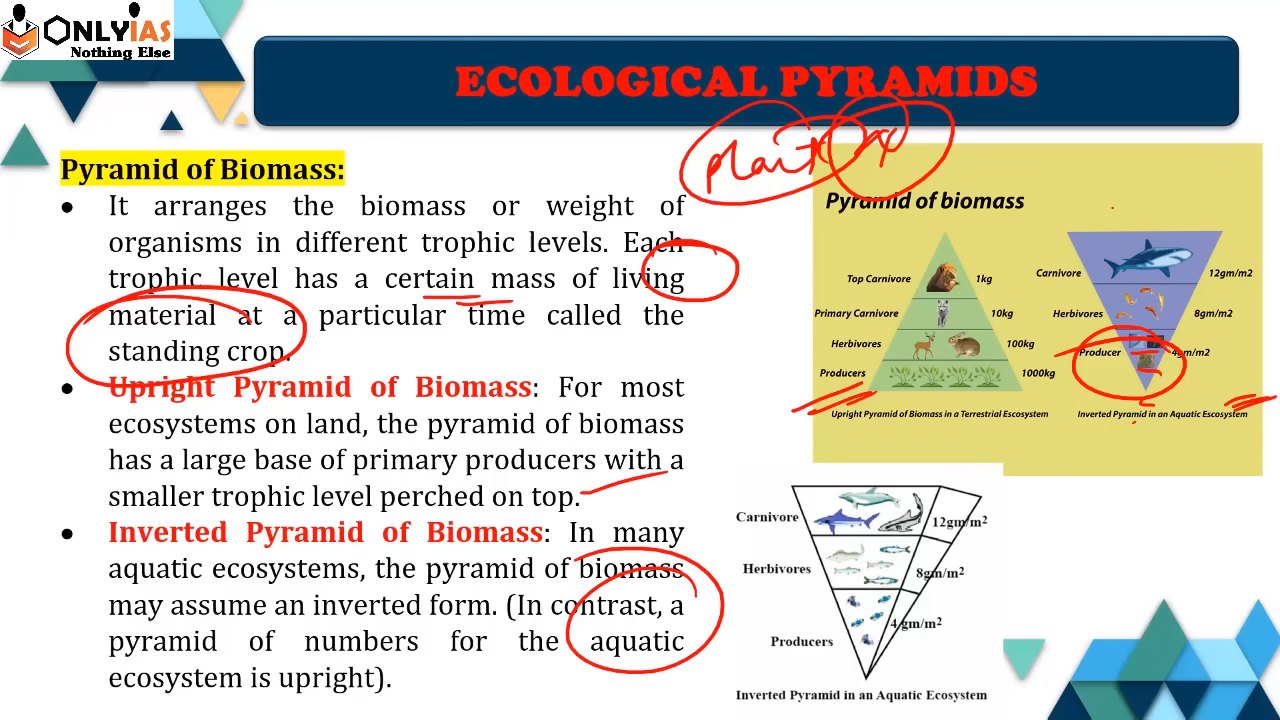 ONLYIAS
Nothing Else
ECOLOGICAL PYRAMIDS
Pyramid of Biomass:
• It arranges the biomass or weight of
organisms in different trophic levels. Each
trophic level has a certain mass of living
material at a particular time called the
standing crop.
• Upright Pyramid of Biomass: For most
ecosystems on land, the pyramid of biomass
has a large base of primary producers with a
smaller trophic level perched on top.
• Inverted Pyramid of Biomass: In many
aquatic ecosystems, the pyramid of biomass
may assume an inverted form. (In contrast, a
pyramid of numbers for the aquatic
ecosystem is upright).
Pyramid of biomass
Top Carnivore 1kg
Primary Carnivore 10kg
Herbivores 100kg
Producers 1000kg
Upright Pyramid of Biomass in a Terrestrial Escosystem
Carnivore 12gm/m2
Herbivores 8gm/m2
Producer 4gm/m2
Inverted Pyramid in an Aquatic Escosystem
Carnivore 12gm/m²
Herbivores 8gm/m²
Producers 4 gm/m²
Inverted Pyramid in an Aquatic Ecosystem